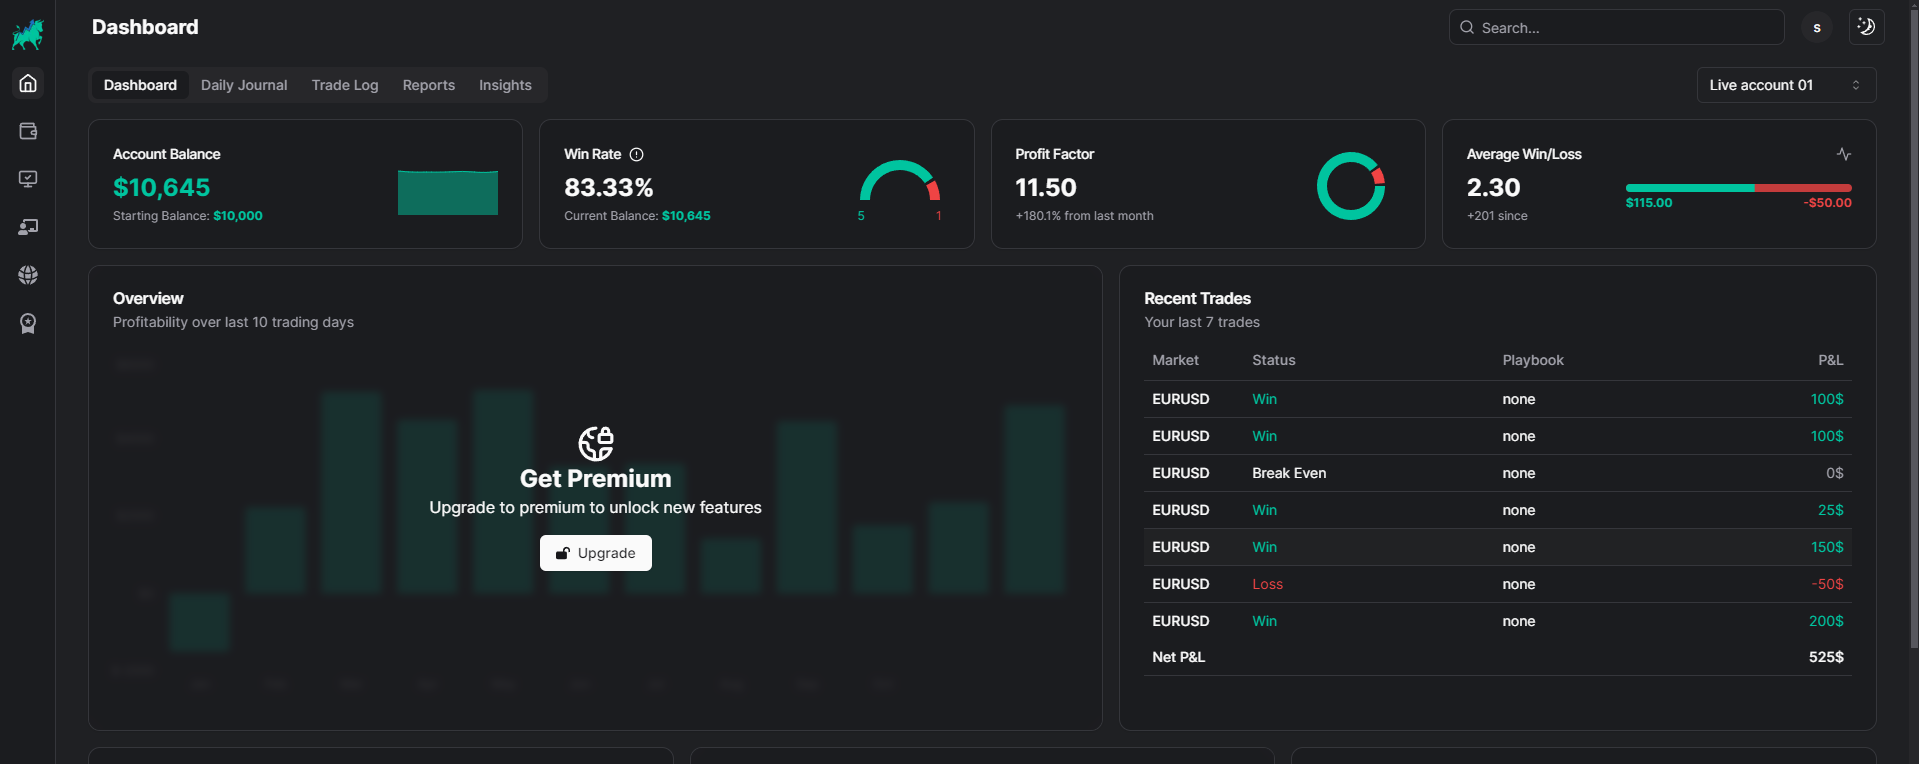 Dashboard
Search...
s
Dashboard Daily Journal Trade Log Reports Insights
Live account 01
Account Balance
$10,645
Starting Balance: $10,000
Win Rate
83.33%
Current Balance: $10,645
5 1
Profit Factor
11.50
+180.1% from last month
Average Win/Loss
2.30
+201 since
$115.00 -$50.00
Overview
Profitability over last 10 trading days
Get Premium
Upgrade to premium to unlock new features
Upgrade
Recent Trades
Your last 7 trades
Market Status Playbook P&L
EURUSD Win none 100$
EURUSD Win none 100$
EURUSD Break Even none 0$
EURUSD Win none 25$
EURUSD Win none 150$
EURUSD Loss none -50$
EURUSD Win none 200$
Net P&L 525$